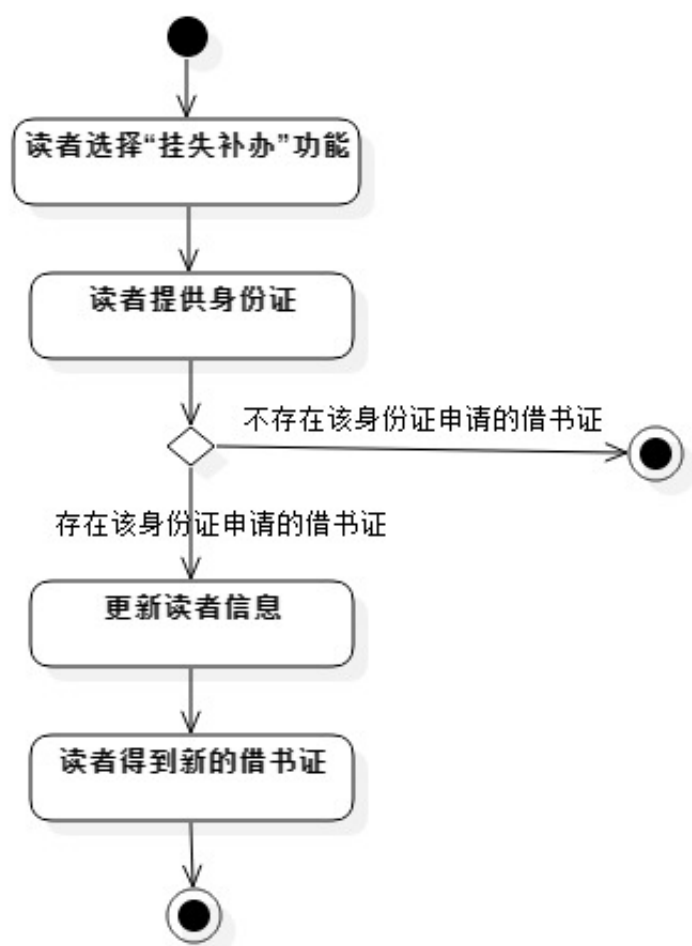 读者选择“挂失补办”功能
读者提供身份证
不存在该身份证申请的借书证
存在该身份证申请的借书证
更新读者信息
读者得到新的借书证